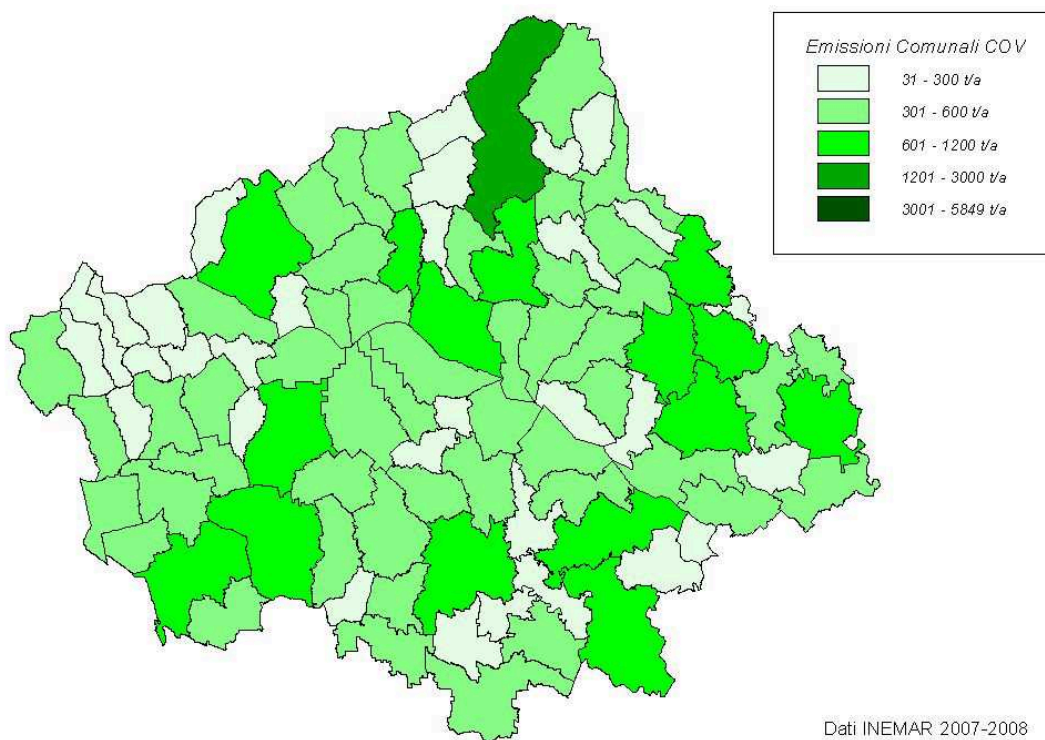 Emissioni Comunali COV
31 - 300 t/a
301 - 600 t/a
601 - 1200 t/a
1201 - 3000 t/a
3001 - 5849 t/a
Dati INEMAR 2007-2008